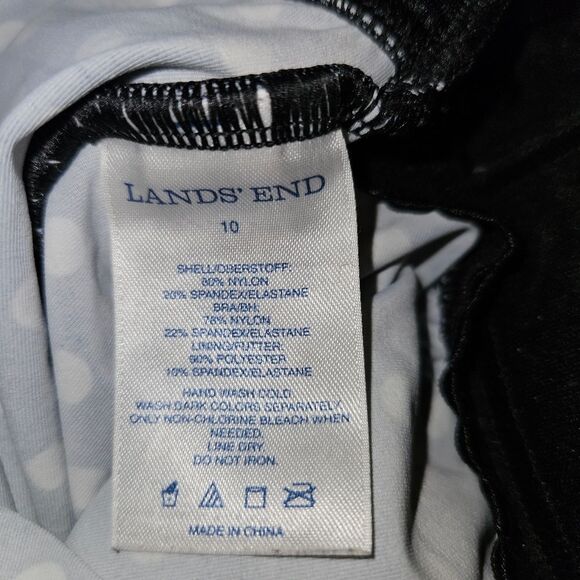 LANDS' END
10
SHELL/OBERSTOFF:
80% NYLON
20% SPANDEX/ELASTANE
BRA/BH:
78% NYLON
22% SPANDEX/ELASTANE
LINING/FUTTER:
90% POLYESTER
10% SPANDEX/ELASTANE
HAND WASH COLD.
WASH DARK COLORS SEPARATELY
ONLY NON-CHLORINE BLEACH WHEN
NEEDED.
LINE DRY.
DO NOT IRON.
MADE IN CHINA